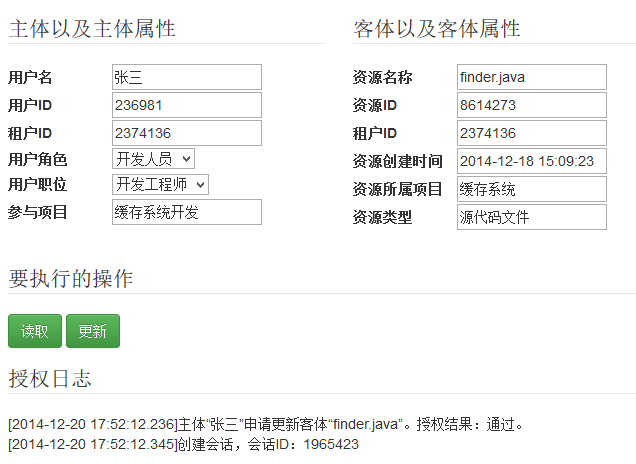 主体以及主体属性
用户名 张三
用户ID 236981
租户ID 2374136
用户角色 开发人员
用户职位 开发工程师
参与项目 缓存系统开发
客体以及客体属性
资源名称 finder.java
资源ID 8614273
租户ID 2374136
资源创建时间 2014-12-18 15:09:23
资源所属项目 缓存系统
资源类型 源代码文件
要执行的操作
读取 更新
授权日志
[2014-12-20 17:52:12.236]主体“张三”申请更新客体“finder.java”。授权结果：通过。
[2014-12-20 17:52:12.345]创建会话，会话ID：1965423